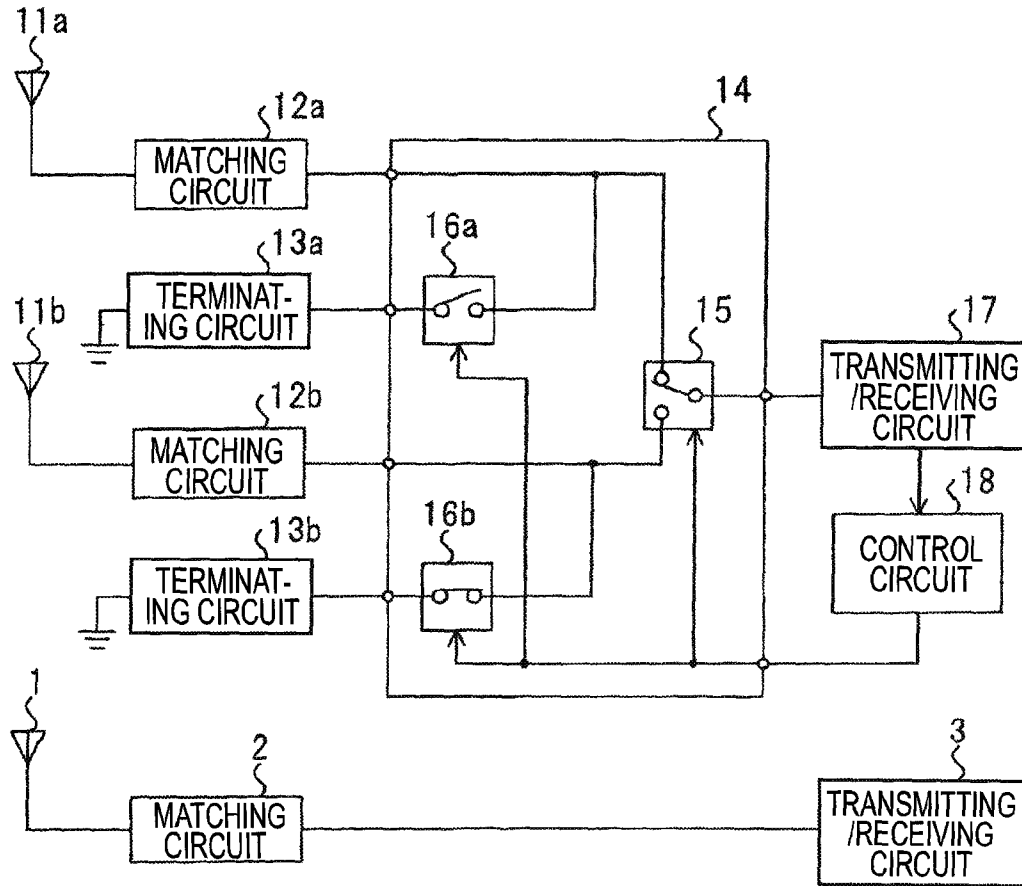 11a
12a
14
MATCHING
CIRCUIT
13a
16a
TERMINAT-
ING CIRCUIT
11b
15
17
TRANSMITTING
/RECEIVING
CIRCUIT
12b
MATCHING
CIRCUIT
18
13b
16b
CONTROL
CIRCUIT
TERMINAT-
ING CIRCUIT
1
2
3
MATCHING
CIRCUIT
TRANSMITTING
/RECEIVING
CIRCUIT